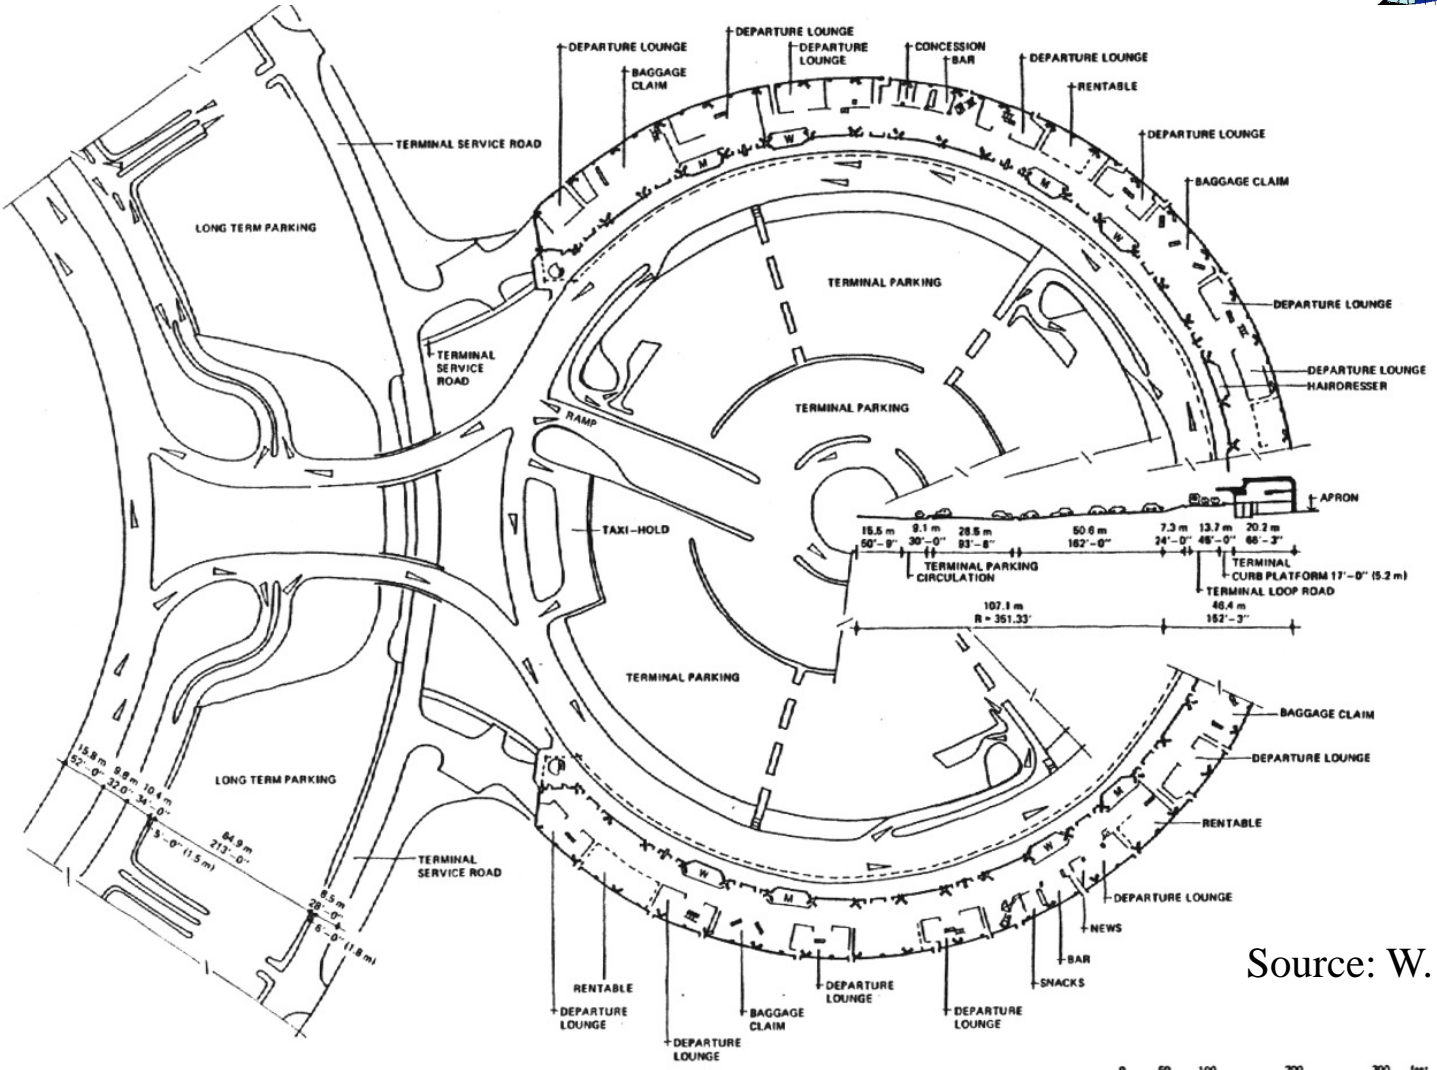 DEPARTURE LOUNGE
DEPARTURE LOUNGE
BAGGAGE
CLAIM
DEPARTURE
LOUNGE
CONCESSION
BAR
DEPARTURE LOUNGE
RENTABLE
DEPARTURE LOUNGE
BAGGAGE CLAIM
TERMINAL SERVICE ROAD
M
W
M
W
LONG TERM PARKING
TERMINAL PARKING
DEPARTURE LOUNGE
TERMINAL
SERVICE
ROAD
DEPARTURE LOUNGE
HAIRDRESSER
RAMP
TERMINAL PARKING
TAXI-HOLD
APRON
15.5 m
50'-9"
9.1 m
30'-0"
28.5 m
93'-6"
50.6 m
162'-0"
7.3 m
24'-0"
13.7 m
45'-0"
20.2 m
66'-3"
TERMINAL PARKING
CIRCULATION
TERMINAL
CURB PLATFORM 17'-0" (5.2 m)
TERMINAL LOOP ROAD
107.1 m
R = 351.33'
46.4 m
152'-3"
TERMINAL PARKING
BAGGAGE CLAIM
DEPARTURE LOUNGE
RENTABLE
DEPARTURE LOUNGE
NEWS
BAR
SNACKS
LONG TERM PARKING
15.8 m
52'-0"
9.8 m
32'0"
10.4 m
34'-0"
5'-0" (1.5 m)
64.9 m
213'-0"
8.5 m
28'-0"
6'-0" (1.8 m)
TERMINAL
SERVICE ROAD
W
M
W
M
RENTABLE
DEPARTURE
LOUNGE
DEPARTURE
LOUNGE
BAGGAGE
CLAIM
DEPARTURE
LOUNGE
DEPARTURE
LOUNGE
Source: W.
0 50 100 200 300 feet